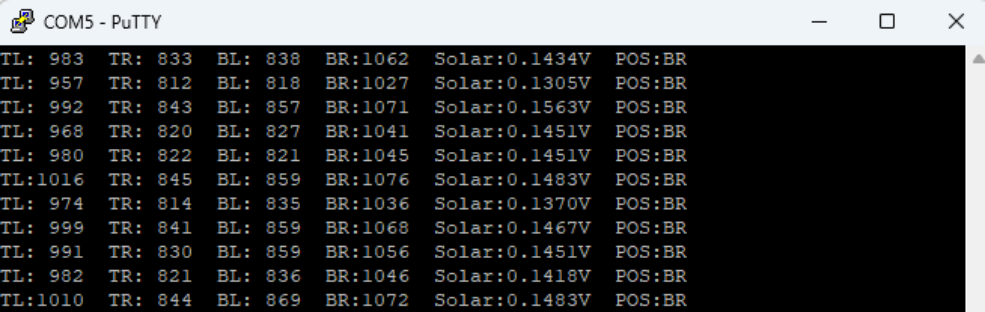 COM5 - PuTTY
TL: 983  TR: 833  BL: 838  BR:1062  Solar:0.1434V  POS:BR
TL: 957  TR: 812  BL: 818  BR:1027  Solar:0.1305V  POS:BR
TL: 992  TR: 843  BL: 857  BR:1071  Solar:0.1563V  POS:BR
TL: 968  TR: 820  BL: 827  BR:1041  Solar:0.1451V  POS:BR
TL: 980  TR: 822  BL: 821  BR:1045  Solar:0.1451V  POS:BR
TL:1016  TR: 845  BL: 859  BR:1076  Solar:0.1483V  POS:BR
TL: 974  TR: 814  BL: 835  BR:1036  Solar:0.1370V  POS:BR
TL: 999  TR: 841  BL: 859  BR:1068  Solar:0.1467V  POS:BR
TL: 991  TR: 830  BL: 859  BR:1056  Solar:0.1451V  POS:BR
TL: 982  TR: 821  BL: 836  BR:1046  Solar:0.1418V  POS:BR
TL:1010  TR: 844  BL: 869  BR:1072  Solar:0.1483V  POS:BR